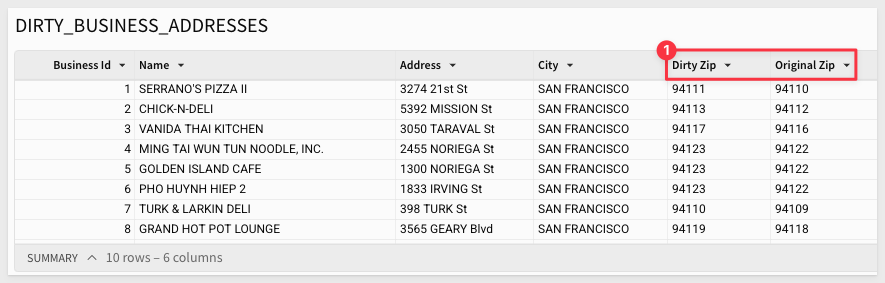 DIRTY_BUSINESS_ADDRESSES
1
Business Id Name Address City Dirty Zip Original Zip
1 SERRANO'S PIZZA II 3274 21st St SAN FRANCISCO 94111 94110
2 CHICK-N-DELI 5392 MISSION St SAN FRANCISCO 94113 94112
3 VANIDA THAI KITCHEN 3050 TARAVAL St SAN FRANCISCO 94117 94116
4 MING TAI WUN TUN NOODLE, INC. 2455 NORIEGA St SAN FRANCISCO 94123 94122
5 GOLDEN ISLAND CAFE 1300 NORIEGA St SAN FRANCISCO 94123 94122
6 PHO HUYNH HIEP 2 1833 IRVING St SAN FRANCISCO 94123 94122
7 TURK & LARKIN DELI 398 TURK St SAN FRANCISCO 94110 94109
8 GRAND HOT POT LOUNGE 3565 GEARY Blvd SAN FRANCISCO 94119 94118
SUMMARY 10 rows – 6 columns